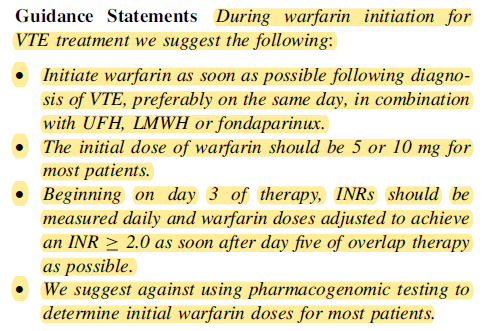 Guidance Statements During warfarin initiation for
VTE treatment we suggest the following:
• Initiate warfarin as soon as possible following diagno-
sis of VTE, preferably on the same day, in combination
with UFH, LMWH or fondaparinux.
• The initial dose of warfarin should be 5 or 10 mg for
most patients.
• Beginning on day 3 of therapy, INRs should be
measured daily and warfarin doses adjusted to achieve
an INR ≥ 2.0 as soon after day five of overlap therapy
as possible.
• We suggest against using pharmacogenomic testing to
determine initial warfarin doses for most patients.